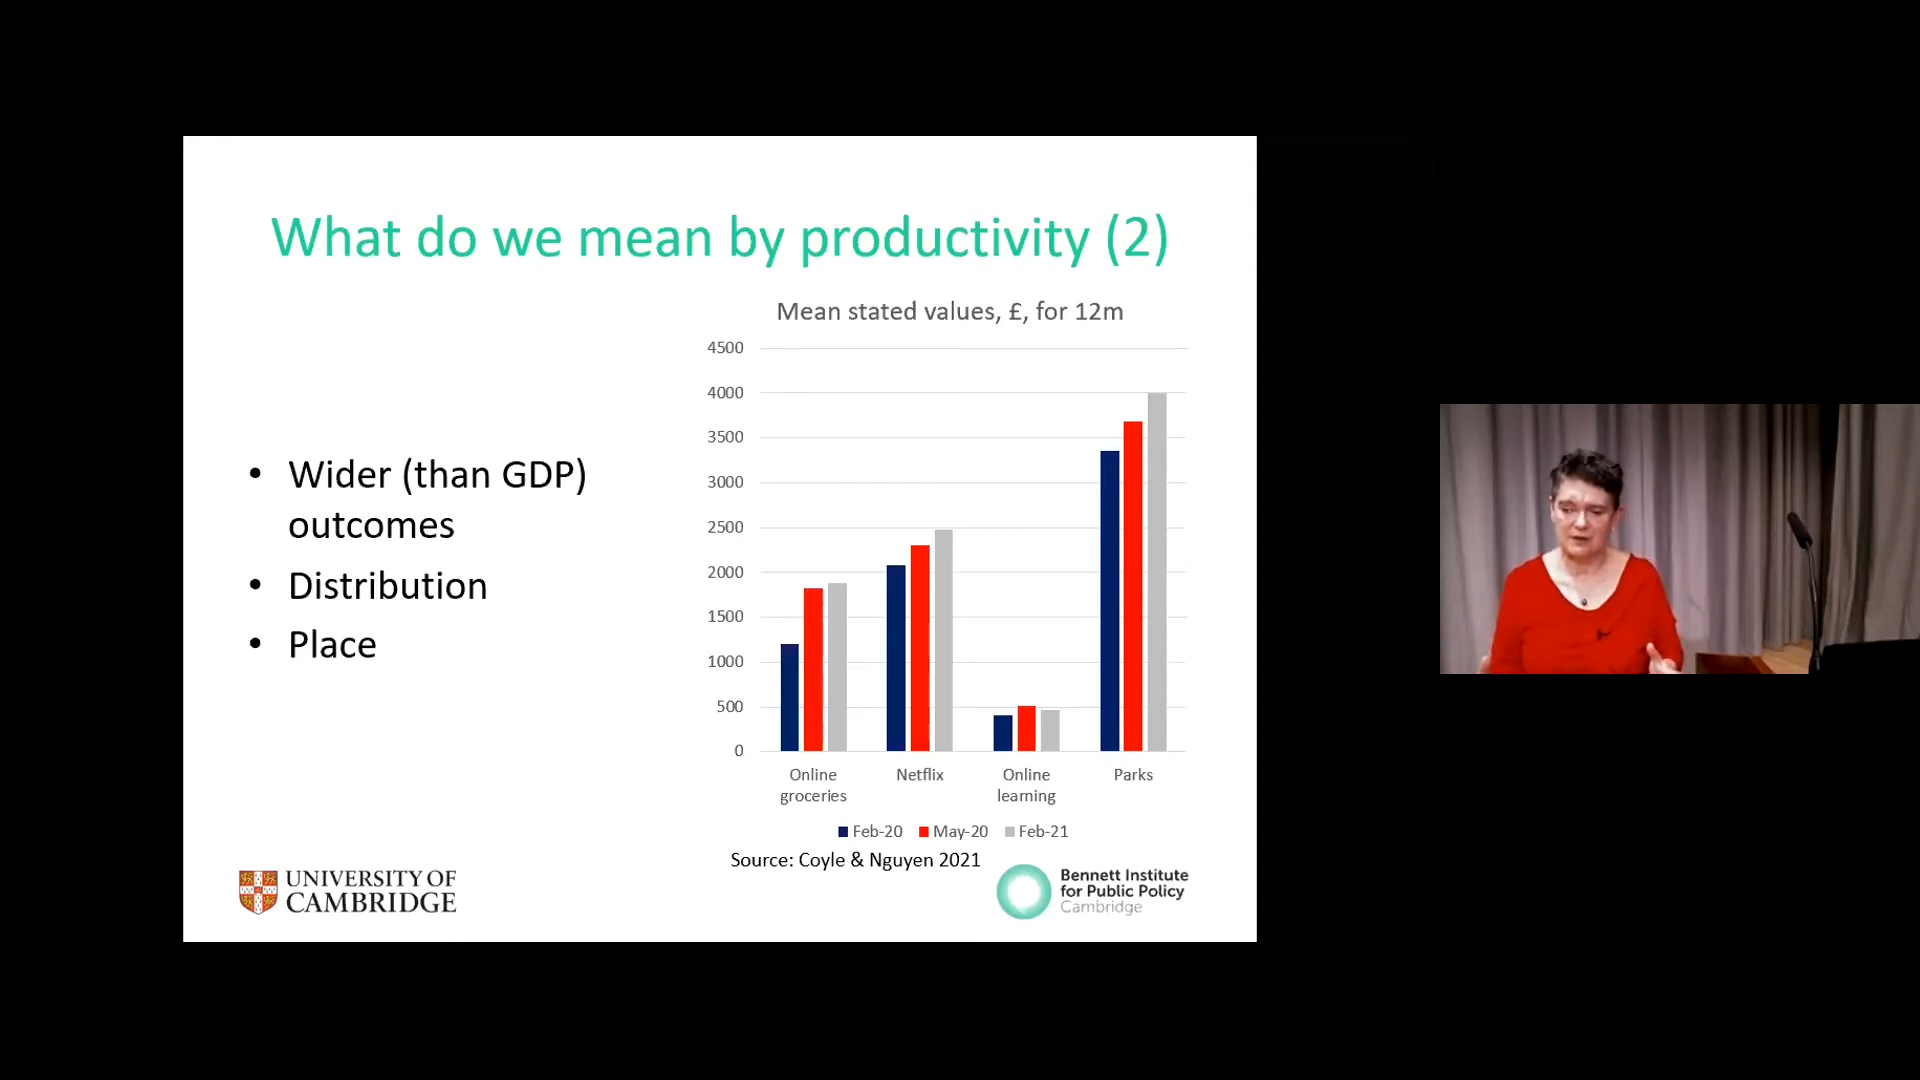 What do we mean by productivity (2)
• Wider (than GDP)
outcomes
• Distribution
• Place
Mean stated values, £, for 12m
4500
4000
3500
3000
2500
2000
1500
1000
500
0
Online
groceries
Netflix
Online
learning
Parks
Feb-20 May-20 Feb-21
Source: Coyle & Nguyen 2021
UNIVERSITY OF
CAMBRIDGE
Bennett Institute
for Public Policy
Cambridge